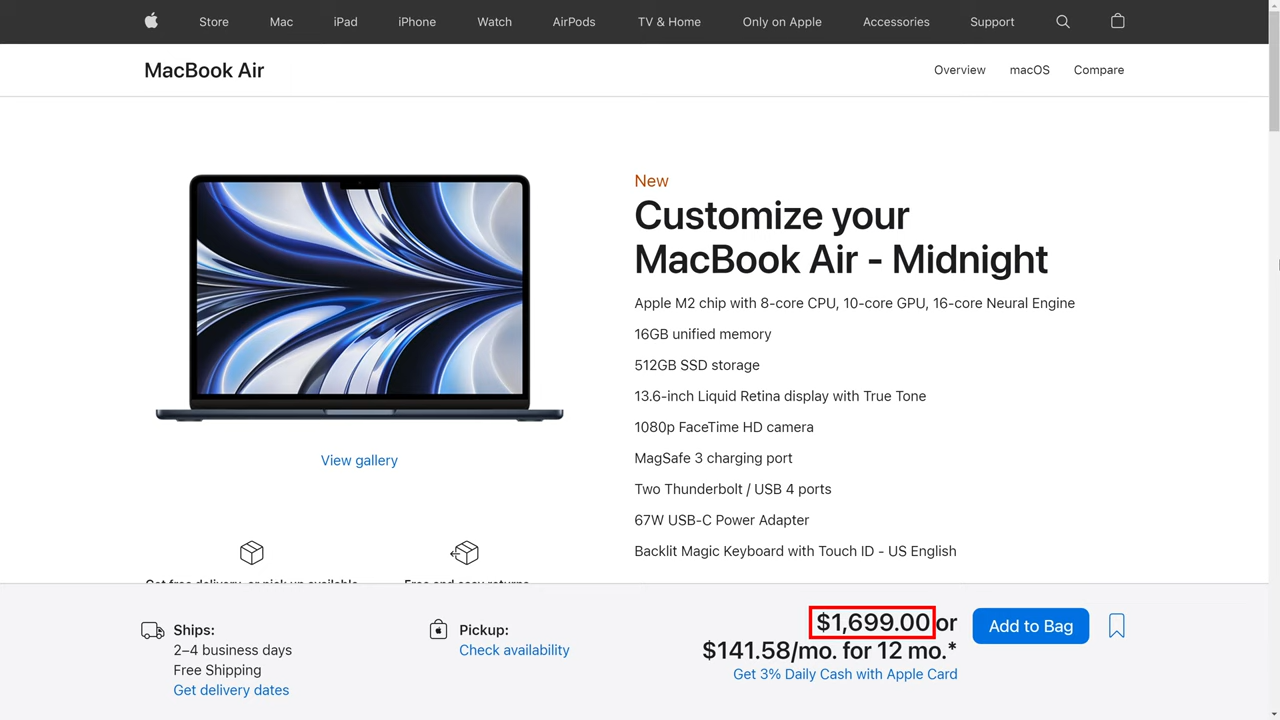 Store Mac iPad iPhone Watch AirPods TV & Home Only on Apple Accessories Support
MacBook Air
Overview macOS Compare
New
Customize your
MacBook Air - Midnight
Apple M2 chip with 8-core CPU, 10-core GPU, 16-core Neural Engine
16GB unified memory
512GB SSD storage
13.6-inch Liquid Retina display with True Tone
1080p FaceTime HD camera
MagSafe 3 charging port
Two Thunderbolt / USB 4 ports
67W USB-C Power Adapter
Backlit Magic Keyboard with Touch ID - US English
View gallery
Get free delivery, or pick up available
Free and easy returns
Ships:
2–4 business days
Free Shipping
Get delivery dates
Pickup:
Check availability
$1,699.00 or
$141.58/mo. for 12 mo.*
Get 3% Daily Cash with Apple Card
Add to Bag